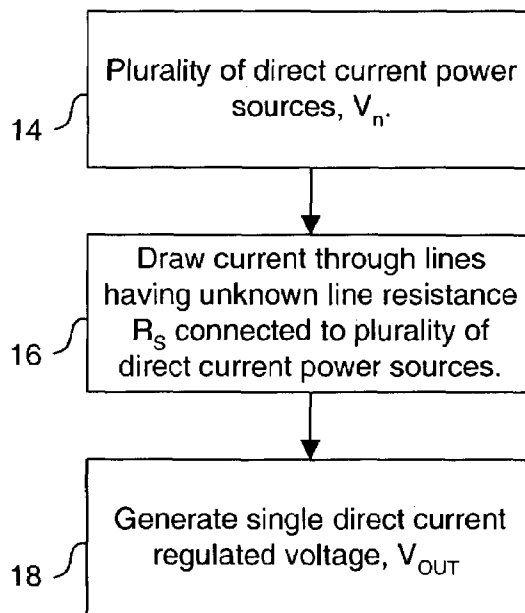 Plurality of direct current power
sources, Vn.
14
Draw current through lines
having unknown line resistance
RS connected to plurality of
direct current power sources.
16
Generate single direct current
regulated voltage, VOUT
18